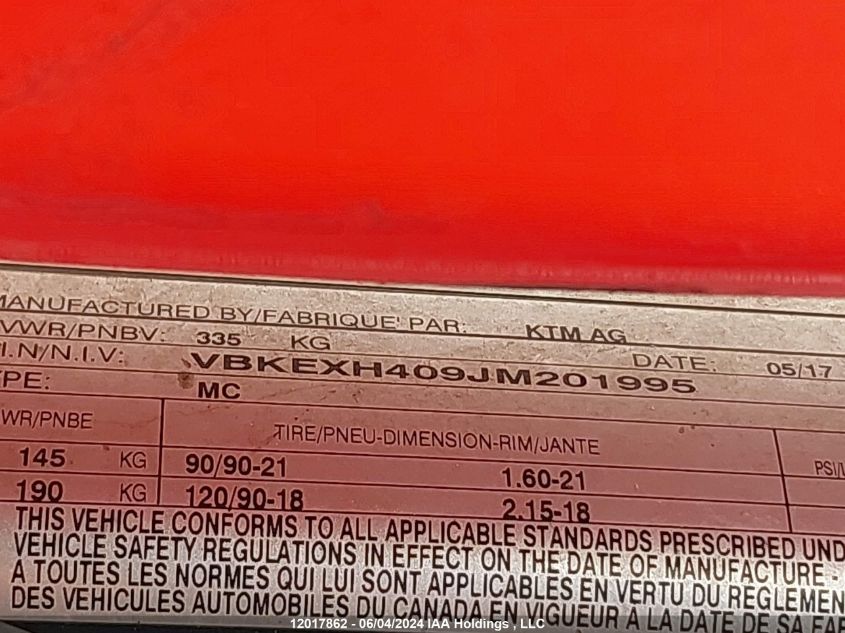 MANUFACTURED BY/FABRIQUE' PAR: KTM AG
VWR/PNBV: 335 KG DATE: 05/17
I.N/N.I.V: VBKEXH409JM201995
YPE: MC
WR/PNBE TIRE/PNEU-DIMENSION-RIM/JANTE PSI/
145 KG 90/90-21 1.60-21
190 KG 120/90-18 2.15-18
THIS VEHICLE CONFORMS TO ALL APPLICABLE STANDARDS PRESCRIBED UND
VEHICLE SAFETY REGULATIONS IN EFFECT ON THE DATE OF MANUFACTURE -
A TOUTES LES NORMES QUI LUI SONT APPLICABLES EN VERTU DU REGLEMEN
DES VEHICULES AUTOMOBILES DU CANADA EN VIGUEUR A LA DATE DE SA FAB
12017862 - 06/04/2024 IAA Holdings , LLC